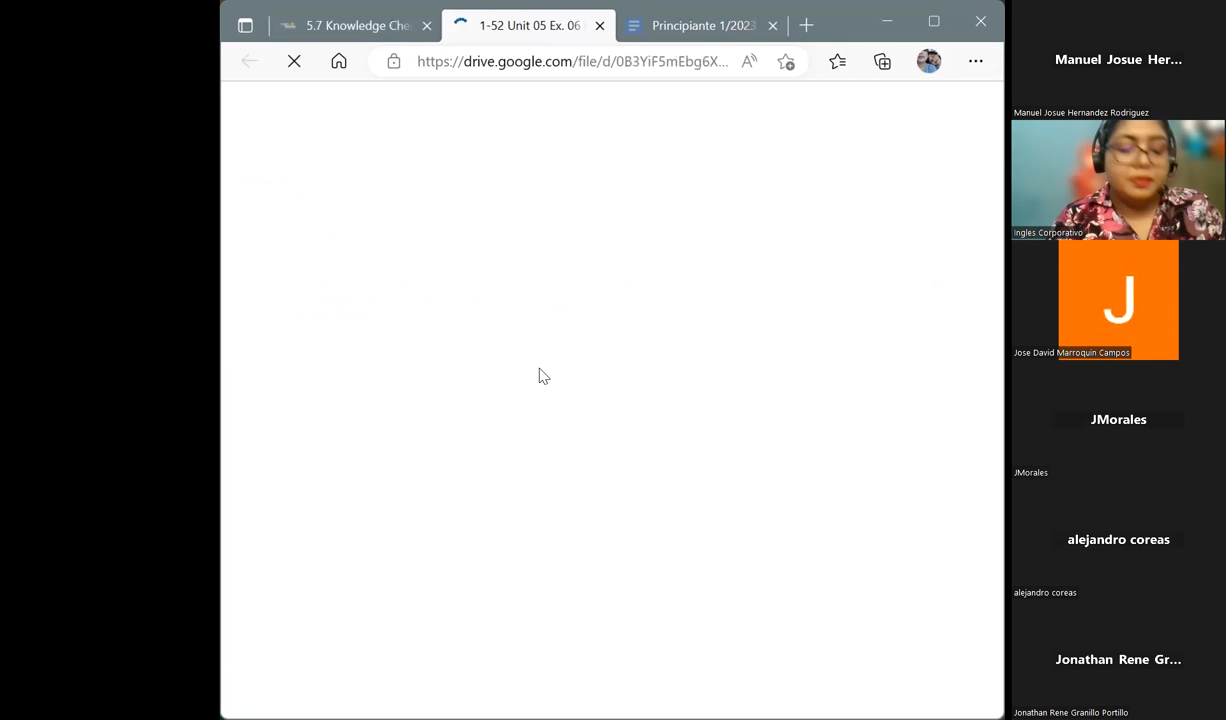 5.7 Knowledge Che
1-52 Unit 05 Ex. 06
Principiante 1/2023
https://drive.google.com/file/d/0B3YiF5mEbg6X...
Manuel Josue Her...
Manuel Josue Hernandez Rodriguez
Ingles Corporativo
J
Jose David Marroquin Campos
JMorales
JMorales
alejandro coreas
alejandro coreas
Jonathan Rene Gr...
Jonathan Rene Granillo Portillo